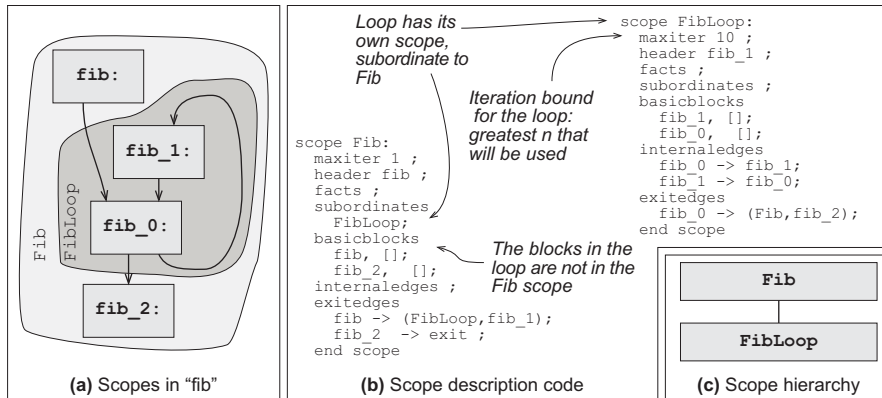 fib:
fib_1:
fib_0:
fib_2:
Fib
FibLoop
(a) Scopes in “fib”
Loop has its
own scope,
subordinate to
Fib
Iteration bound
for the loop:
greatest n that
will be used
scope Fib:
maxiter 1 ;
header fib ;
facts ;
subordinates
FibLoop;
basicblocks
fib, [];
fib_2, [];
internaledges ;
exitedges
fib -> (FibLoop,fib_1);
fib_2 -> exit ;
end scope
The blocks in the
loop are not in the
Fib scope
scope FibLoop:
maxiter 10 ;
header fib_1 ;
facts ;
subordinates ;
basicblocks
fib_1, [];
fib_0, [];
internaledges
fib_0 -> fib_1;
fib_1 -> fib_0;
exitedges
fib_0 -> (Fib,fib_2);
end scope
(b) Scope description code
Fib
FibLoop
(c) Scope hierarchy